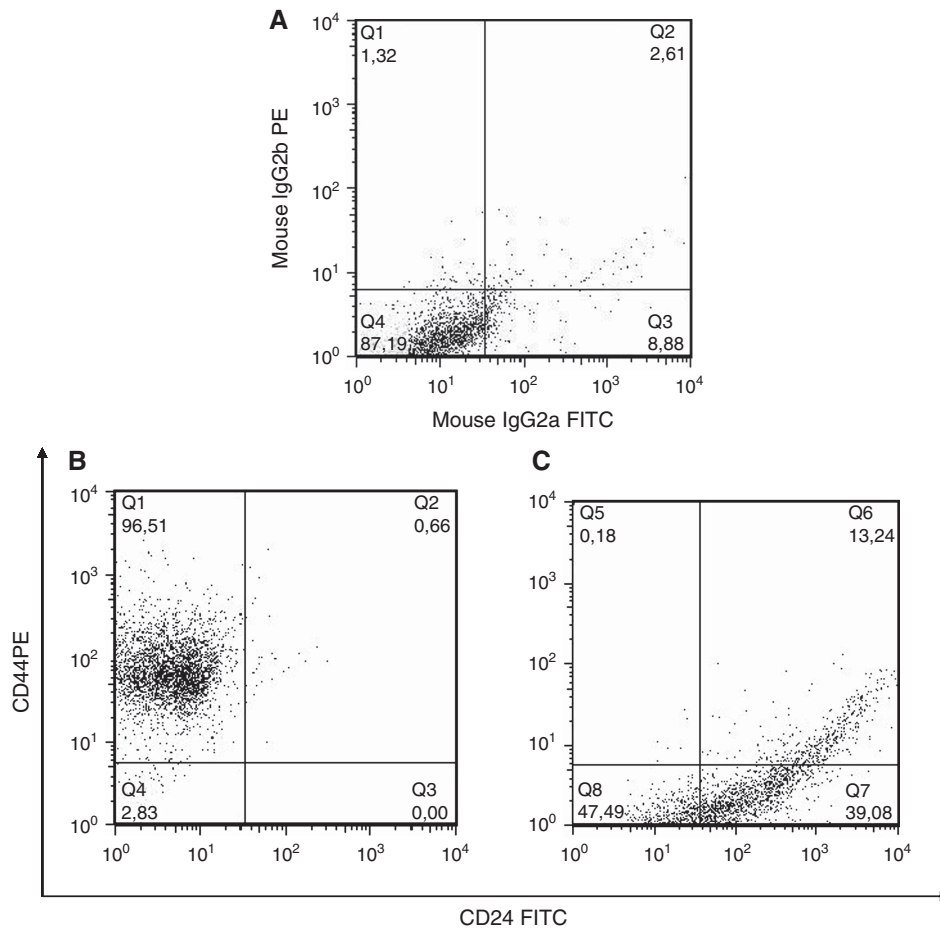 A
10⁴
Q1
Q2
1,32
2,61
10³
Mouse IgG2b PE
10²
10¹
Q4
Q3
87,19
8,88
10⁰
10⁰ 10¹ 10² 10³ 10⁴
Mouse IgG2a FITC
B
10⁴
Q1
Q2
96,51
0,66
10³
10²
10¹
Q4
Q3
2,83
0,00
10⁰
10⁰ 10¹ 10² 10³ 10⁴
C
10⁴
Q5
Q6
0,18
13,24
10³
10²
10¹
Q8
Q7
47,49
39,08
10⁰
10⁰ 10¹ 10² 10³ 10⁴
CD44PE
CD24 FITC